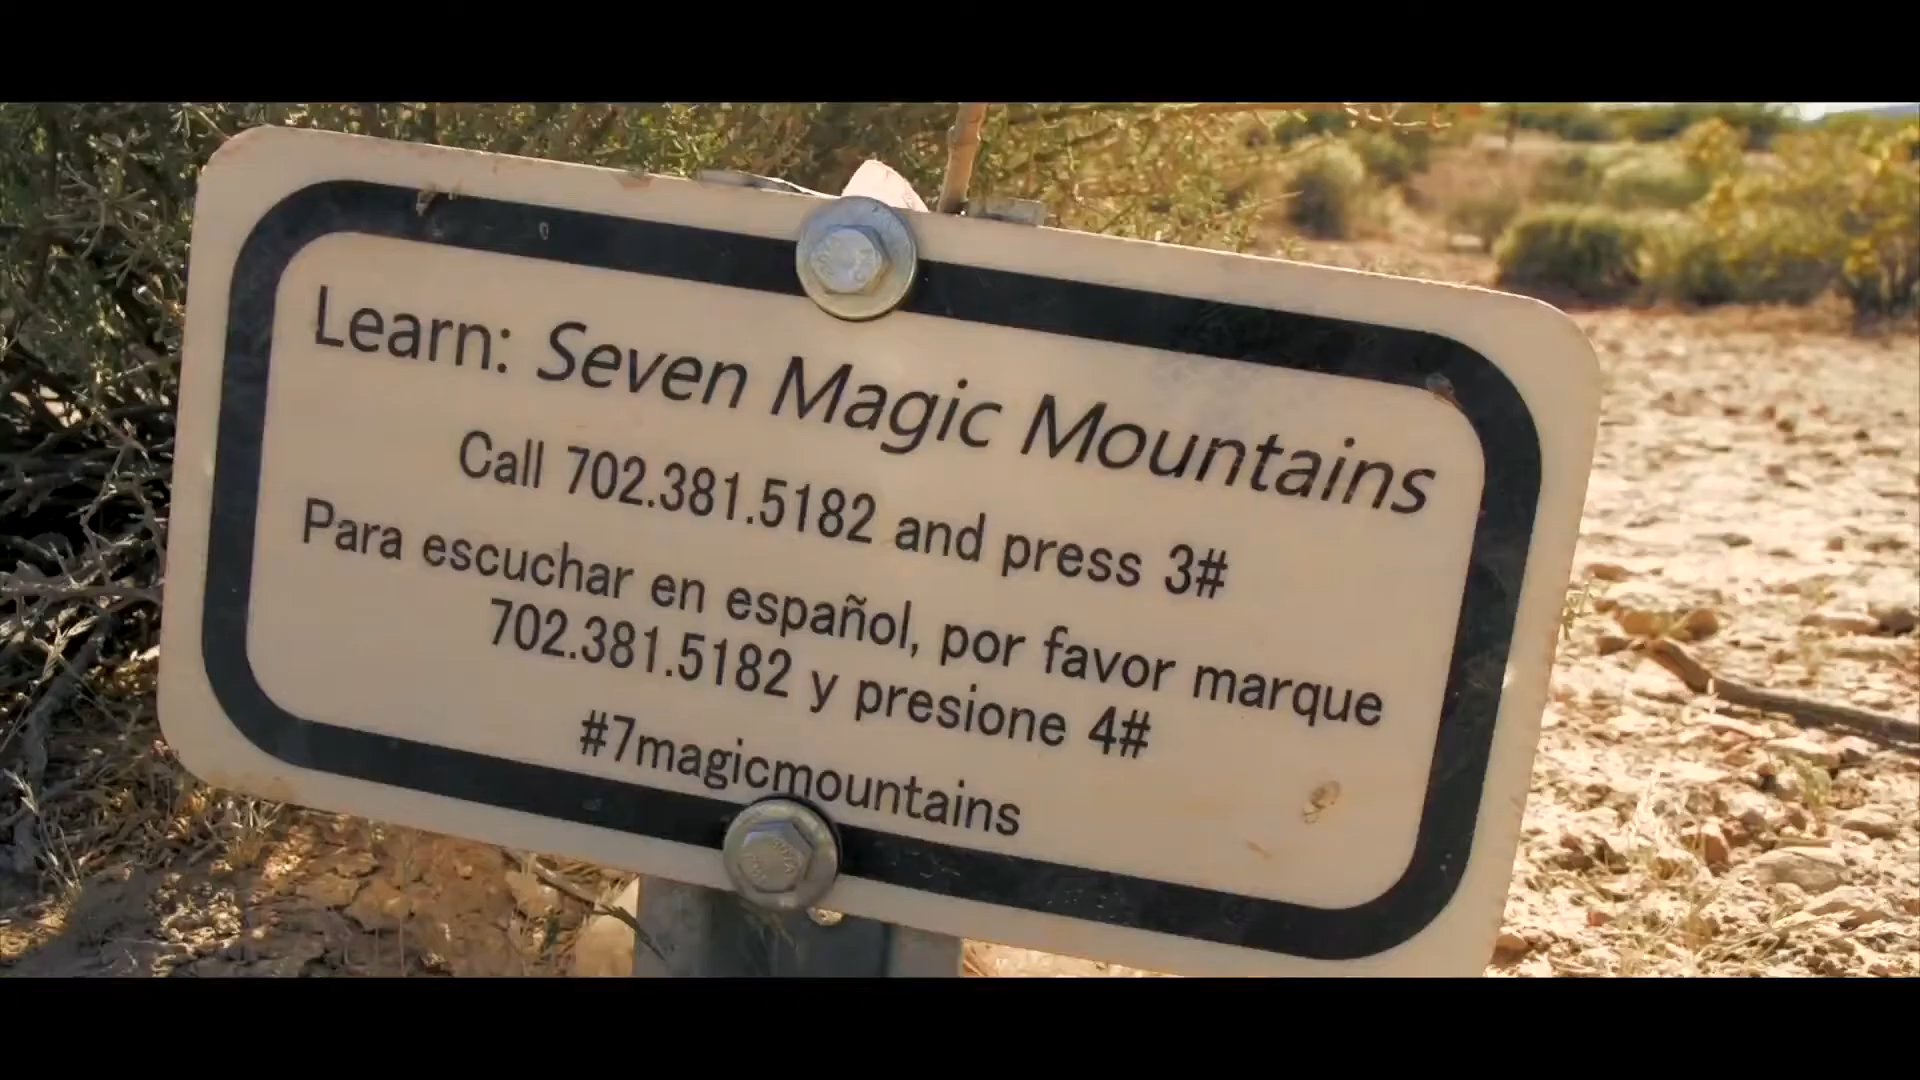 Learn: Seven Magic Mountains
Call 702.381.5182 and press 3#
Para escuchar en español, por favor marque
702.381.5182 y presione 4#
#7magicmountains